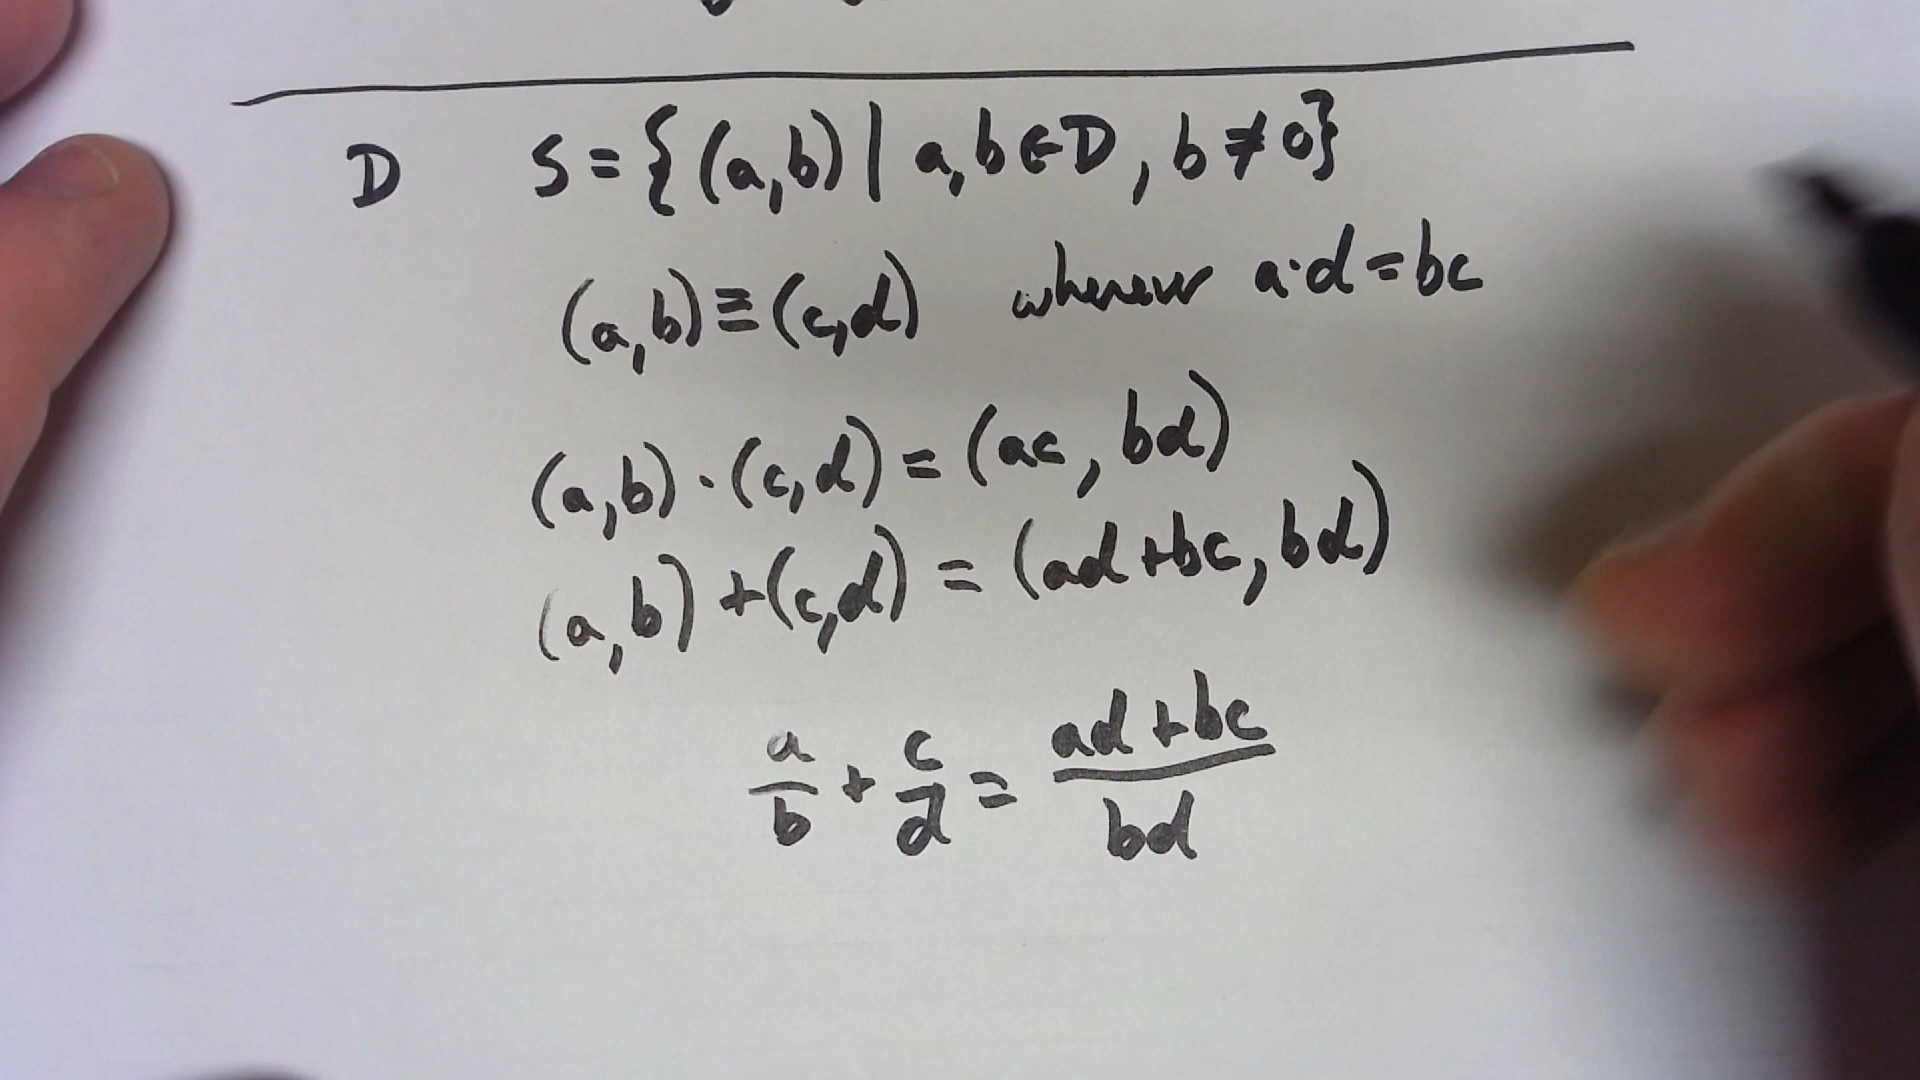 D S = {(a,b) | a,b ∈ D, b ≠ 0}
(a,b) ≡ (c,d) whenever a·d = bc
(a,b) · (c,d) = (ac, bd)
(a,b) + (c,d) = (ad + bc, bd)
a/b + c/d = (ad + bc)/bd